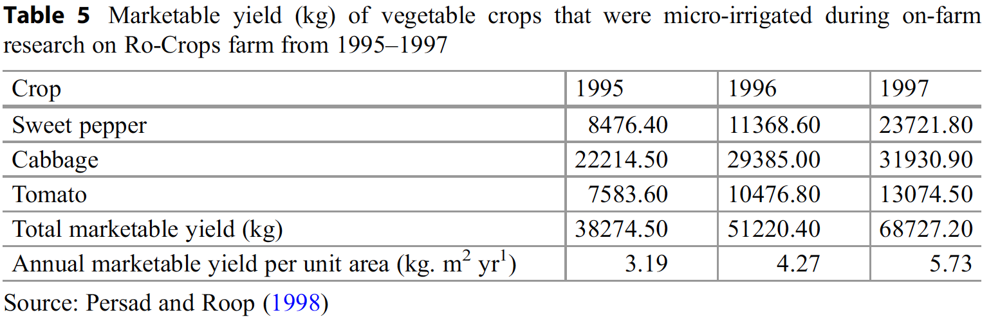 Table 5 Marketable yield (kg) of vegetable crops that were micro-irrigated during on-farm
research on Ro-Crops farm from 1995–1997
Crop 1995 1996 1997
Sweet pepper 8476.40 11368.60 23721.80
Cabbage 22214.50 29385.00 31930.90
Tomato 7583.60 10476.80 13074.50
Total marketable yield (kg) 38274.50 51220.40 68727.20
Annual marketable yield per unit area (kg. m² yr¹) 3.19 4.27 5.73
Source: Persad and Roop (1998)